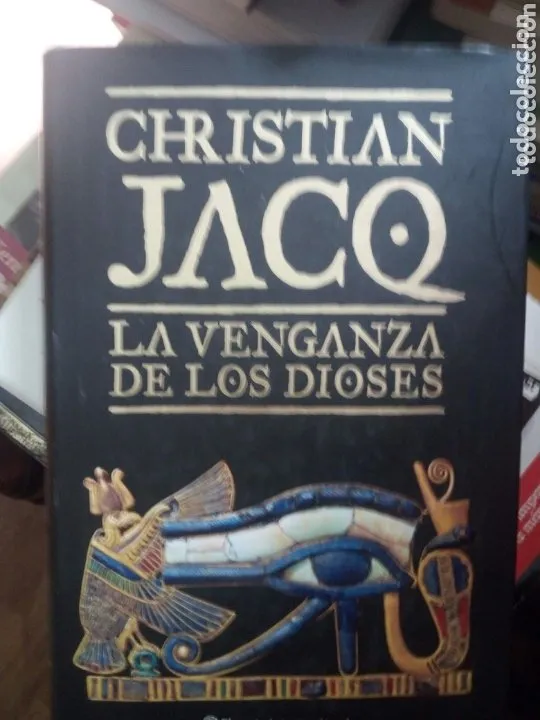 CHRISTIAN
JACQ
LA VENGANZA
DE LOS DIOSES
todocoleccion